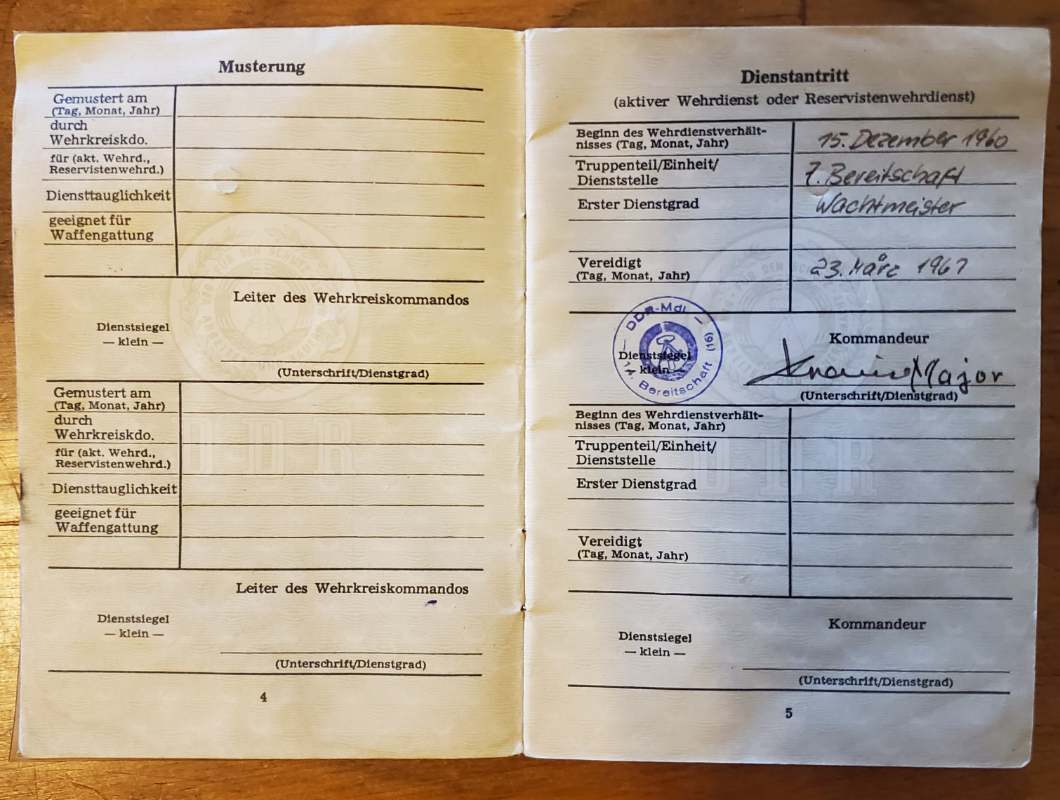 Musterung
Gemustert am
(Tag, Monat, Jahr)
durch
Wehrkreiskdo.
für (akt. Wehrd.,
Reservistenwehrd.)
Diensttauglichkeit
geeignet für
Waffengattung
Leiter des Wehrkreiskommandos
Dienstsiegel
— klein —
(Unterschrift/Dienstgrad)
Gemustert am
(Tag, Monat, Jahr)
durch
Wehrkreiskdo.
für (akt. Wehrd.,
Reservistenwehrd.)
Diensttauglichkeit
geeignet für
Waffengattung
DDR
Leiter des Wehrkreiskommandos
Dienstsiegel
— klein —
(Unterschrift/Dienstgrad)
4
Dienstantritt
(aktiver Wehrdienst oder Reservistenwehrdienst)
Beginn des Wehrdienstverhält-
nisses (Tag, Monat, Jahr)
15. Dezember 1960
Truppenteil/Einheit/
Dienststelle
7. Bereitschaft
Erster Dienstgrad
Wachtmeister
Vereidigt
(Tag, Monat, Jahr)
23. März 1961
DDR-MdI — (16)
14. Bereitschaft
Dienstsiegel
— klein —
Kommandeur
Major
(Unterschrift/Dienstgrad)
Beginn des Wehrdienstverhält-
nisses (Tag, Monat, Jahr)
Truppenteil/Einheit/
Dienststelle
Erster Dienstgrad
DDR
Vereidigt
(Tag, Monat, Jahr)
Kommandeur
Dienstsiegel
— klein —
(Unterschrift/Dienstgrad)
5